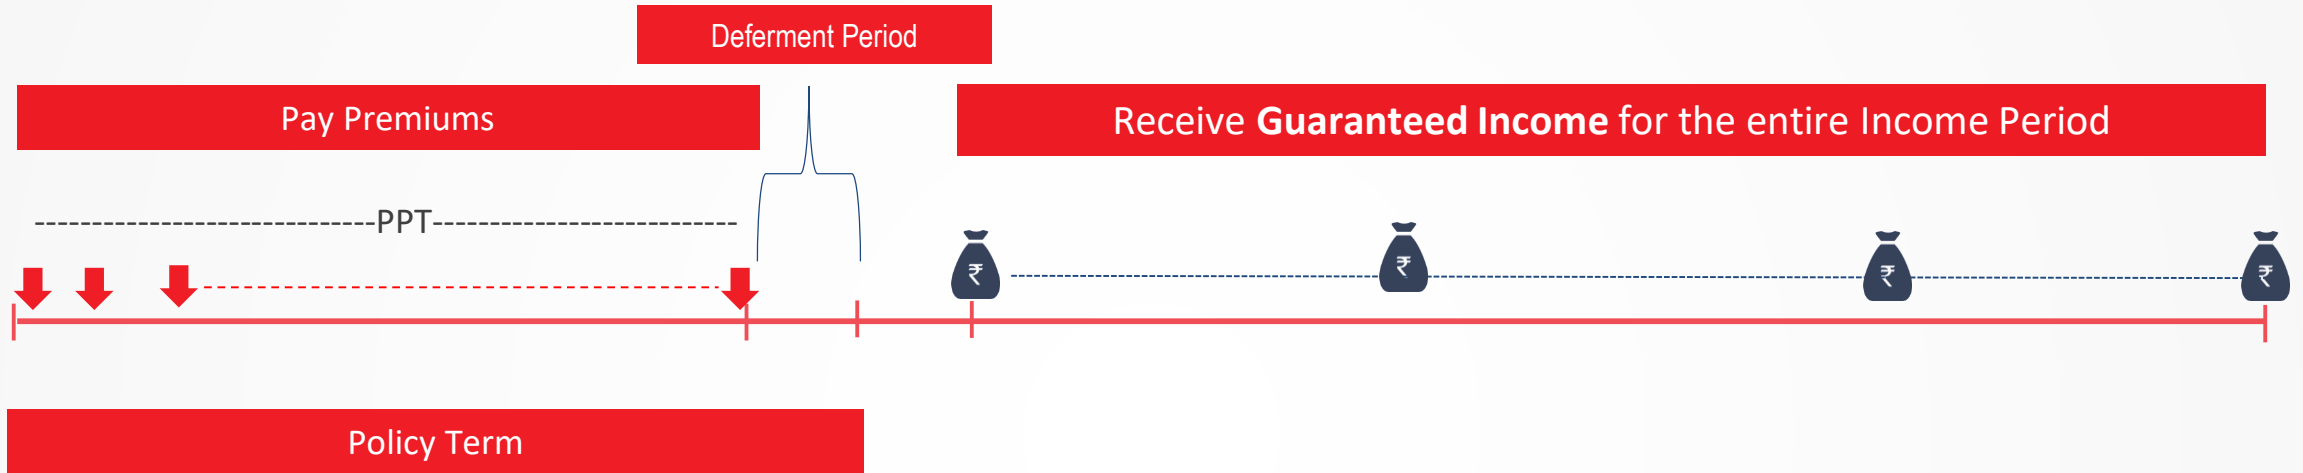 Deferment Period
Pay Premiums
Receive Guaranteed Income for the entire Income Period
-----------------------------PPT--------------------------
₹
₹
₹
₹
Policy Term